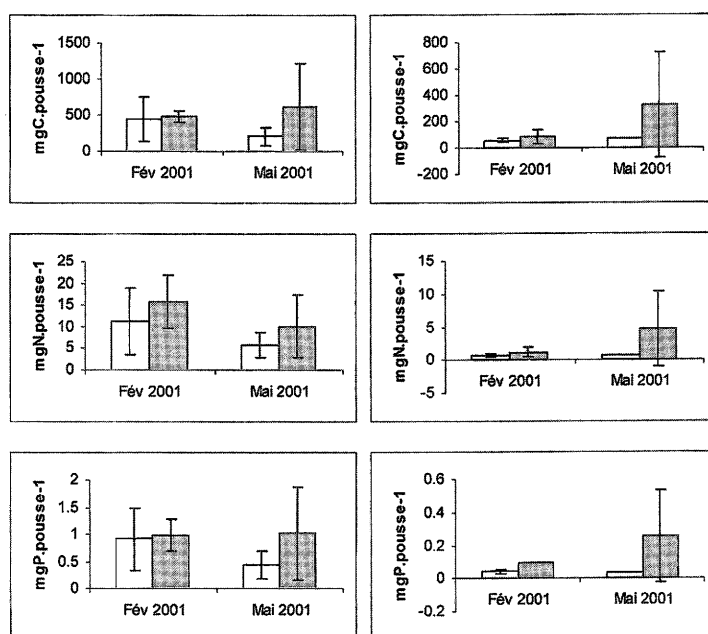 mgC.pousse-1
1500
1000
500
0
Fév 2001
Mai 2001
mgC.pousse-1
800
600
400
200
0
-200
Fév 2001
Mai 2001
mgN.pousse-1
25
20
15
10
5
0
Fév 2001
Mai 2001
mgN.pousse-1
15
10
5
0
-5
Fév 2001
Mai 2001
mgP.pousse-1
2
1.5
1
0.5
0
Fév 2001
Mai 2001
mgP.pousse-1
0.6
0.4
0.2
0
-0.2
Fév 2001
Mai 2001